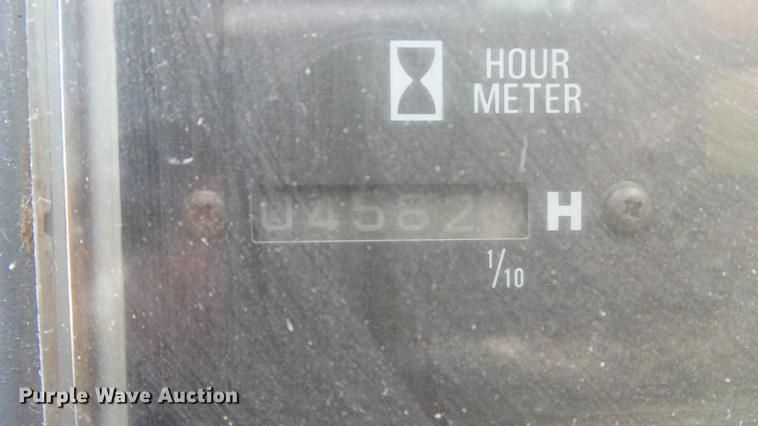 HOUR
METER
04582
H
1/10
Purple Wave Auction